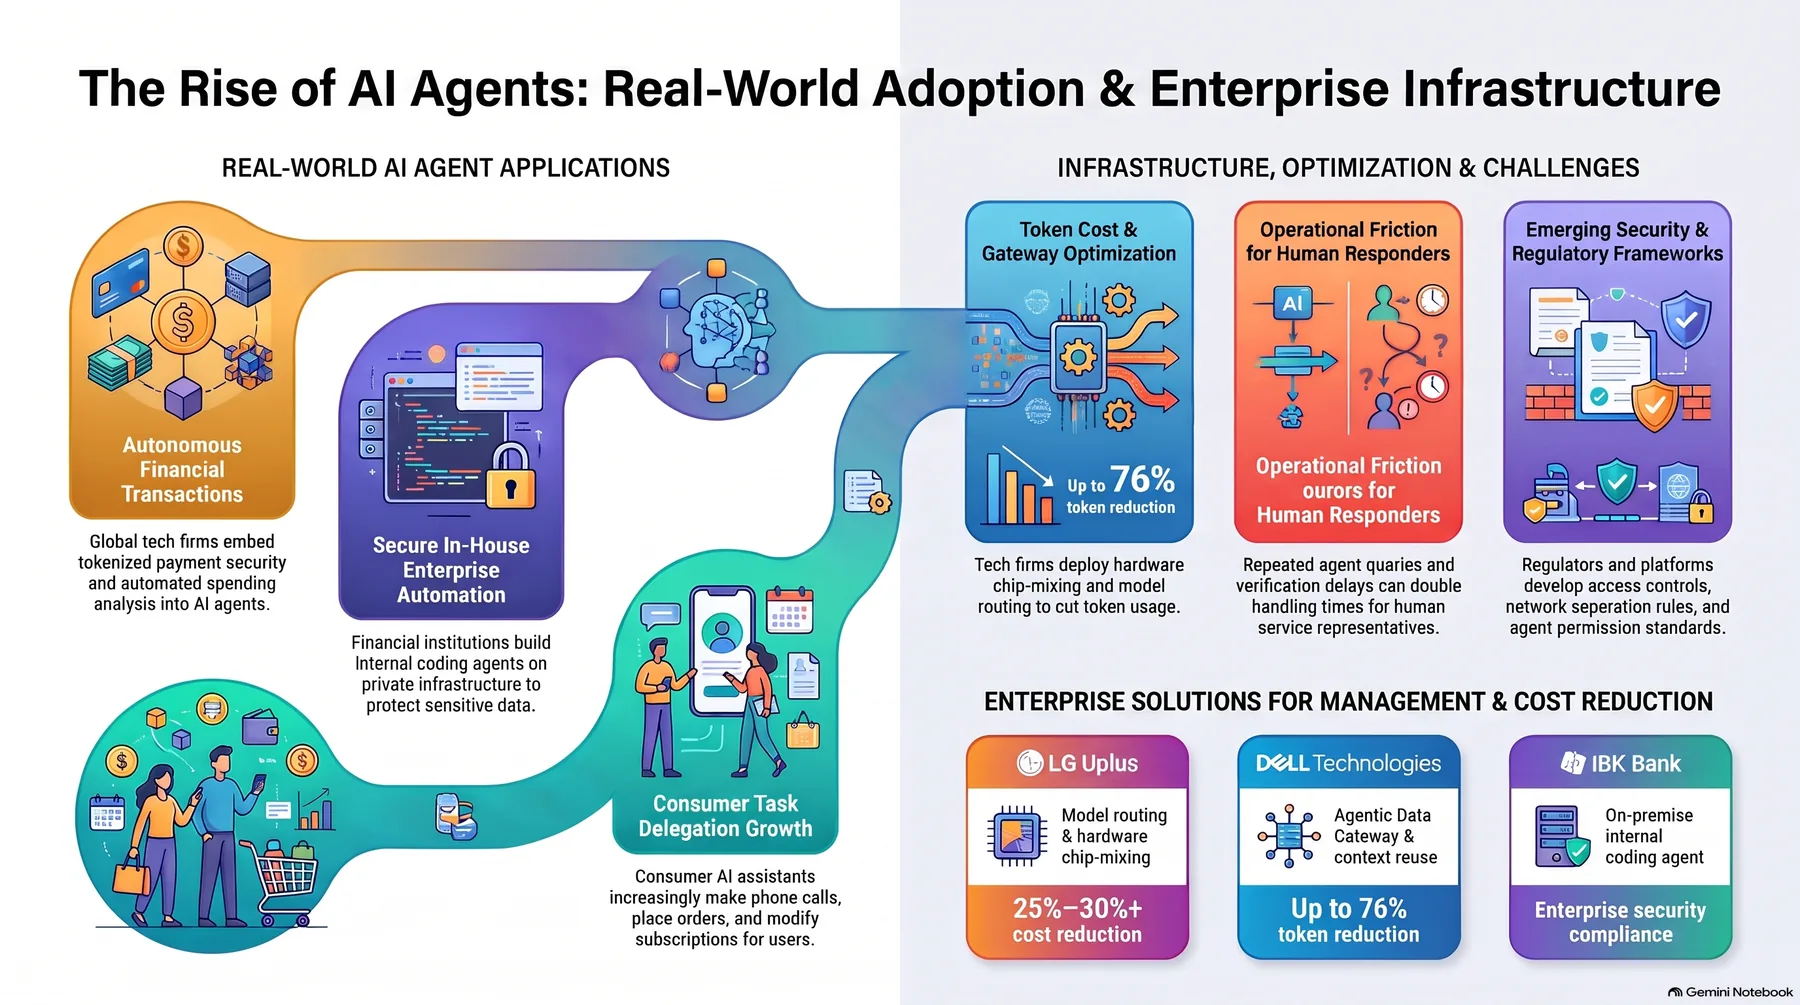 The Rise of AI Agents: Real-World Adoption & Enterprise Infrastructure
REAL-WORLD AI AGENT APPLICATIONS
Autonomous
Financial
Transactions
Global tech firms embed
tokenized payment security
and automated spending
analysis into AI agents.
Secure In-House
Enterprise
Automation
Financial institutions build
Internal coding agents on
private infrastructure to
protect sensitive data.
Consumer Task
Delegation Growth
Consumer AI assistants
increasingly make phone calls,
place orders, and modify
subscriptions for users.
INFRASTRUCTURE, OPTIMIZATION & CHALLENGES
Token Cost &
Gateway Optimization
Up to 76%
token reduction
Tech firms deploy hardware
chip-mixing and model
routing to cut token usage.
Operational Friction
for Human Responders
AI
Operational Friction
ourors for
Human Responders
Repeated agent quaries and
verification delays can double
handling times for human
service representatives.
Emerging Security &
Regulatory Frameworks
Regulators and platforms
develop access controls,
network seperation rules, and
agent permission standards.
ENTERPRISE SOLUTIONS FOR MANAGEMENT & COST REDUCTION
LG Uplus
Model routing
& hardware
chip-mixing
25%–30%+
cost reduction
DELL Technologies
Agentic Data
Gateway &
context reuse
Up to 76%
token reduction
IBK Bank
On-premise
internal
coding agent
Enterprise security
compliance
Gemini Notebook